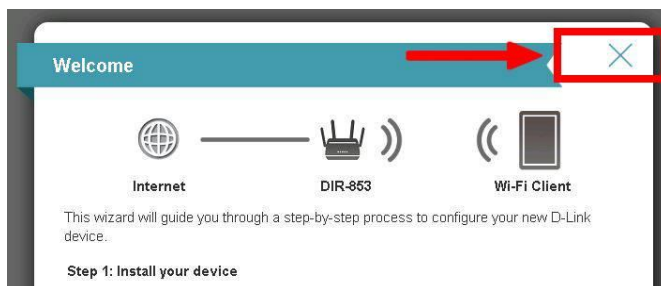 Welcome
Internet
DIR-853
Wi-Fi Client
This wizard will guide you through a step-by-step process to configure your new D-Link
device.
Step 1: Install your device